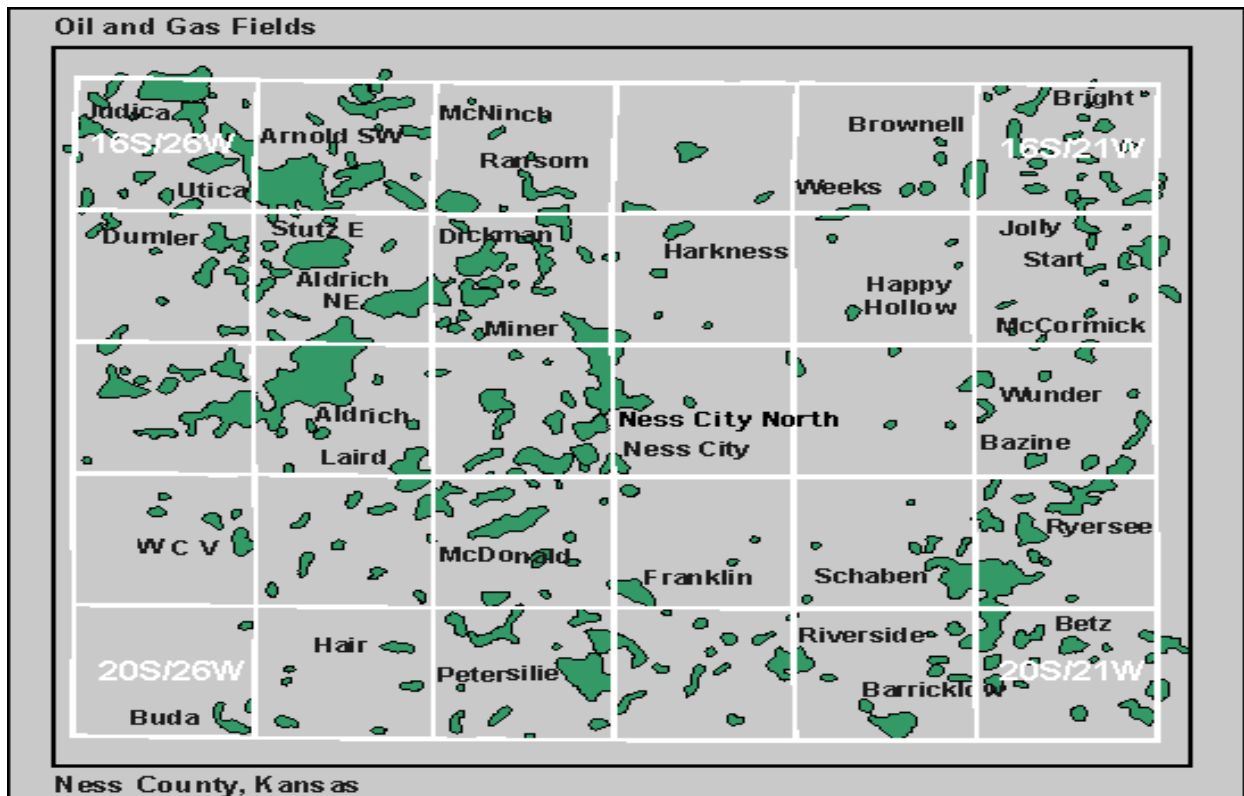 Oil and Gas Fields
Judica
McNinch
Bright
Arnold SW
Brownell
16S/26W
16S/21W
Ransom
Utica
Weeks
Dumler
Stutz E
Dickman
Harkness
Jolly
Start
Aldrich
NE
Happy
Hollow
Miner
McCormick
Aldrich
Ness City North
Wunder
Laird
Ness City
Bazine
W C V
McDonald
Ryersee
Franklin
Schaben
Hair
Riverside
Betz
20S/26W
Petersilie
20S/21W
Barricklow
Buda
Ness County, Kansas